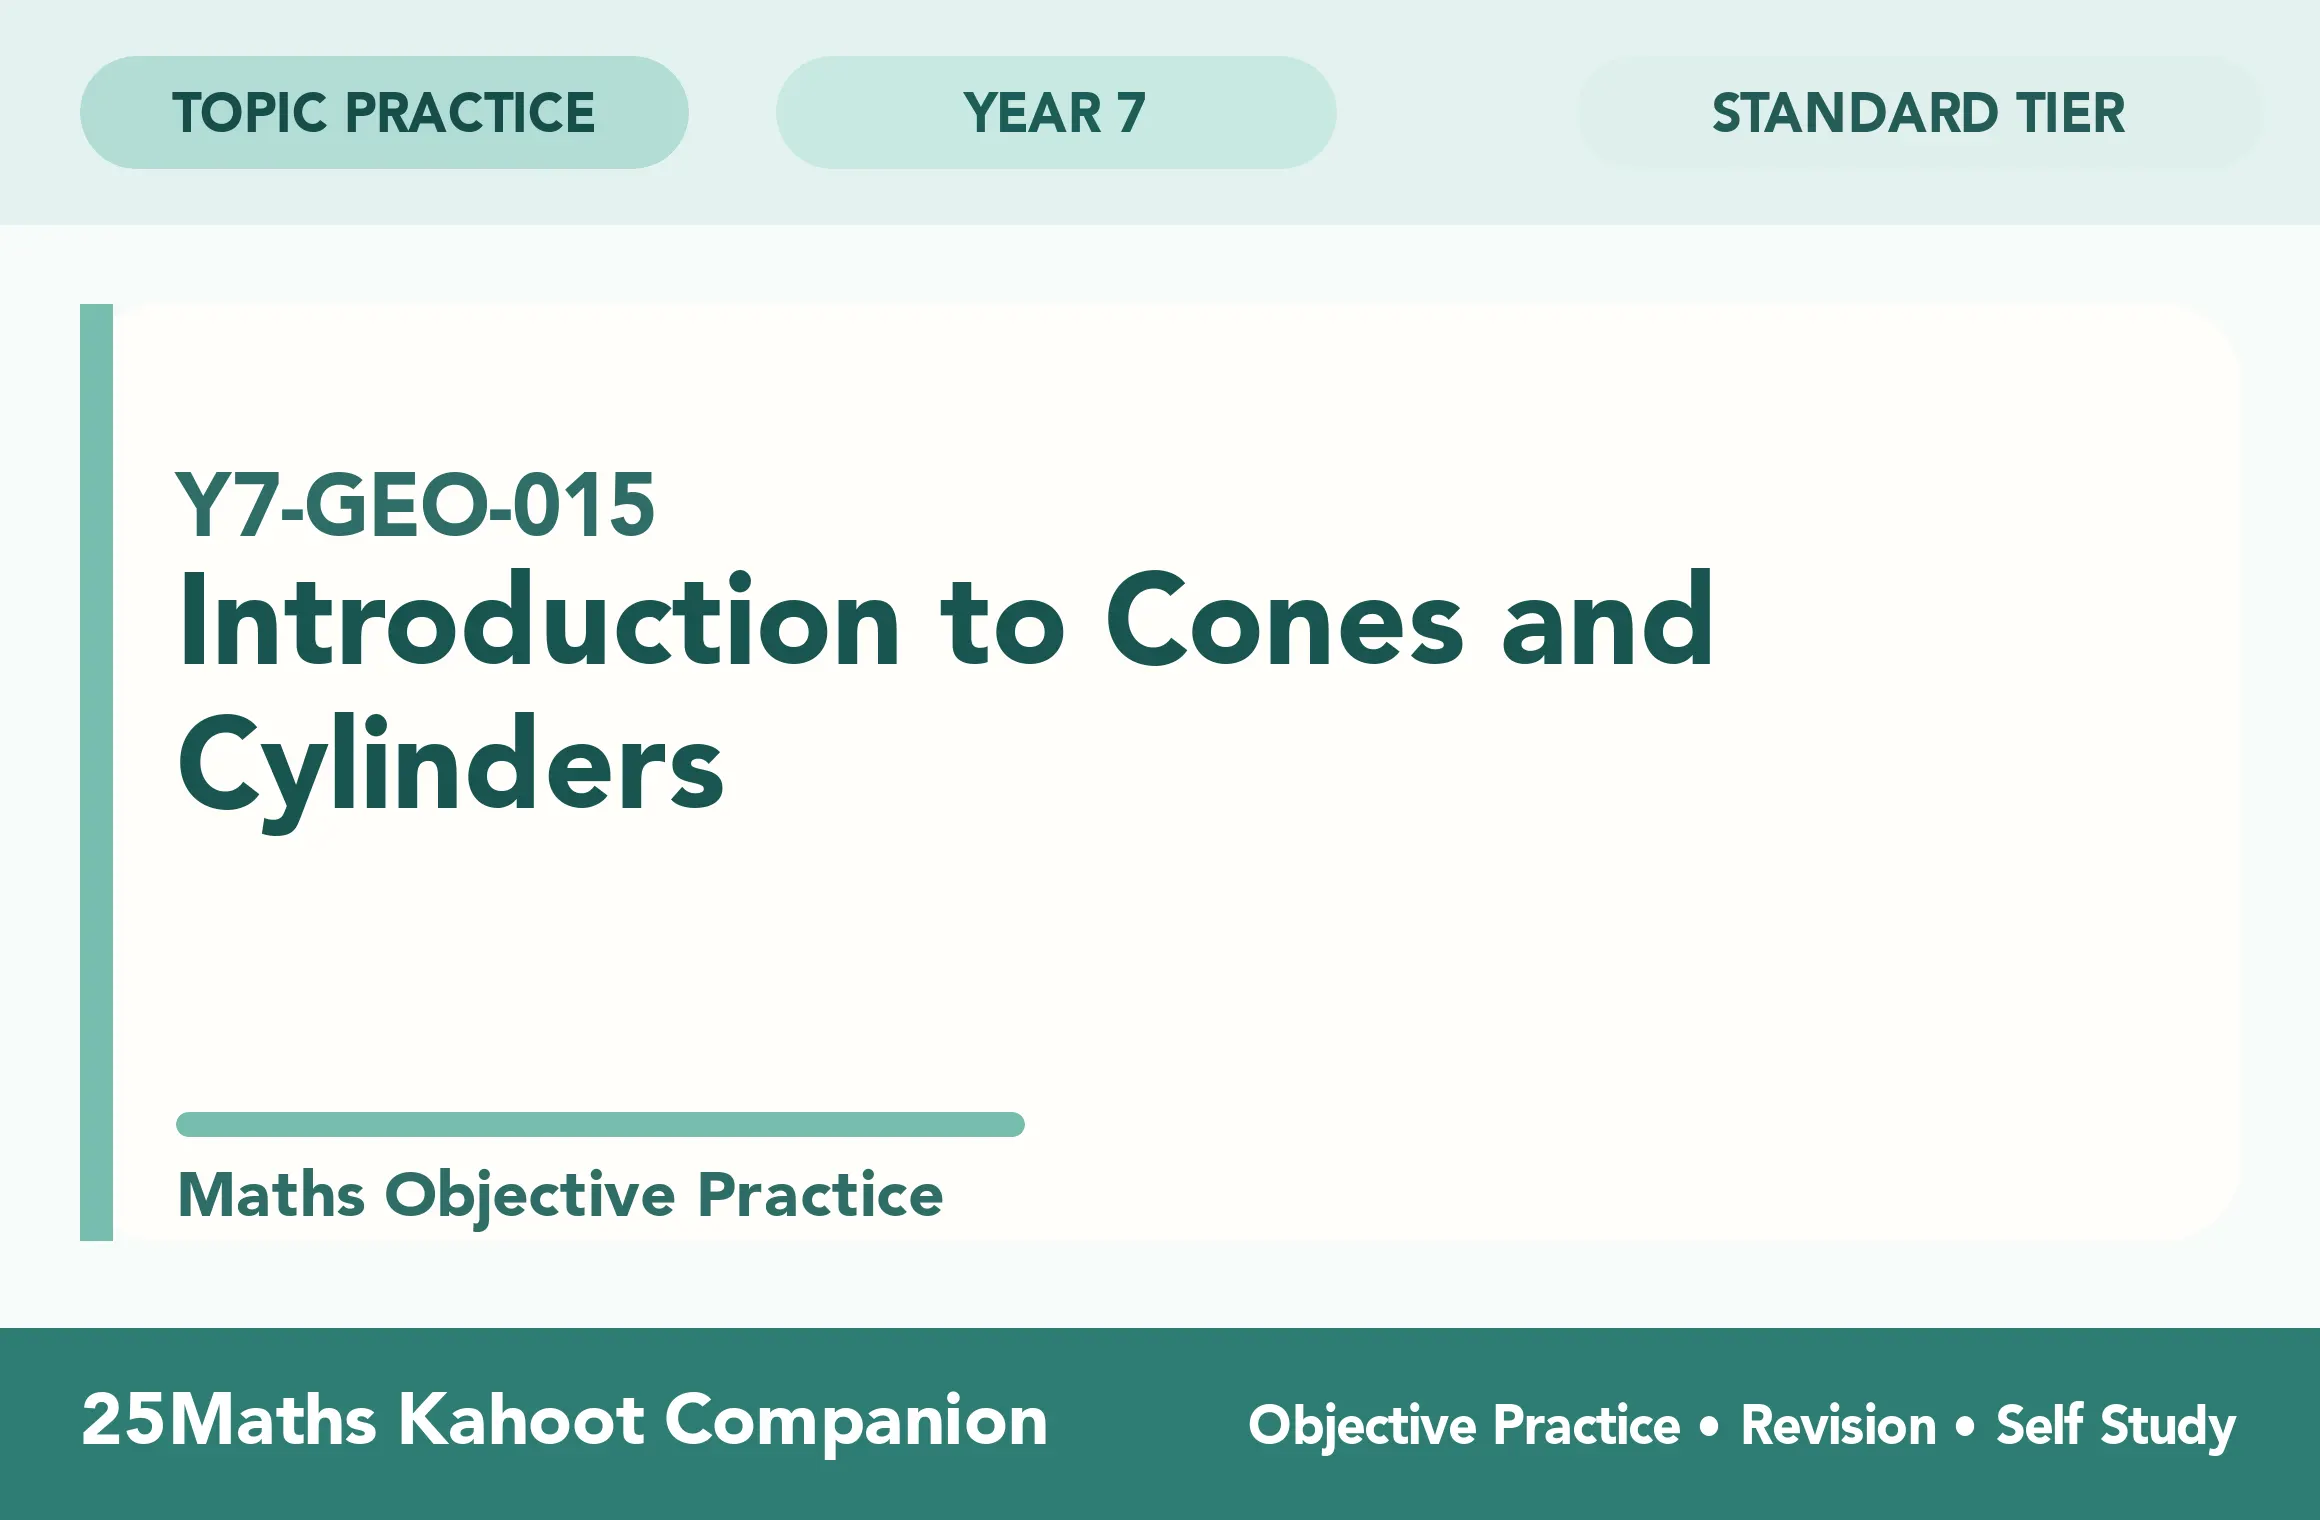 TOPIC PRACTICE
YEAR 7
STANDARD TIER
Y7-GEO-015
Introduction to Cones and
Cylinders
Maths Objective Practice
25Maths Kahoot Companion
Objective Practice • Revision • Self Study